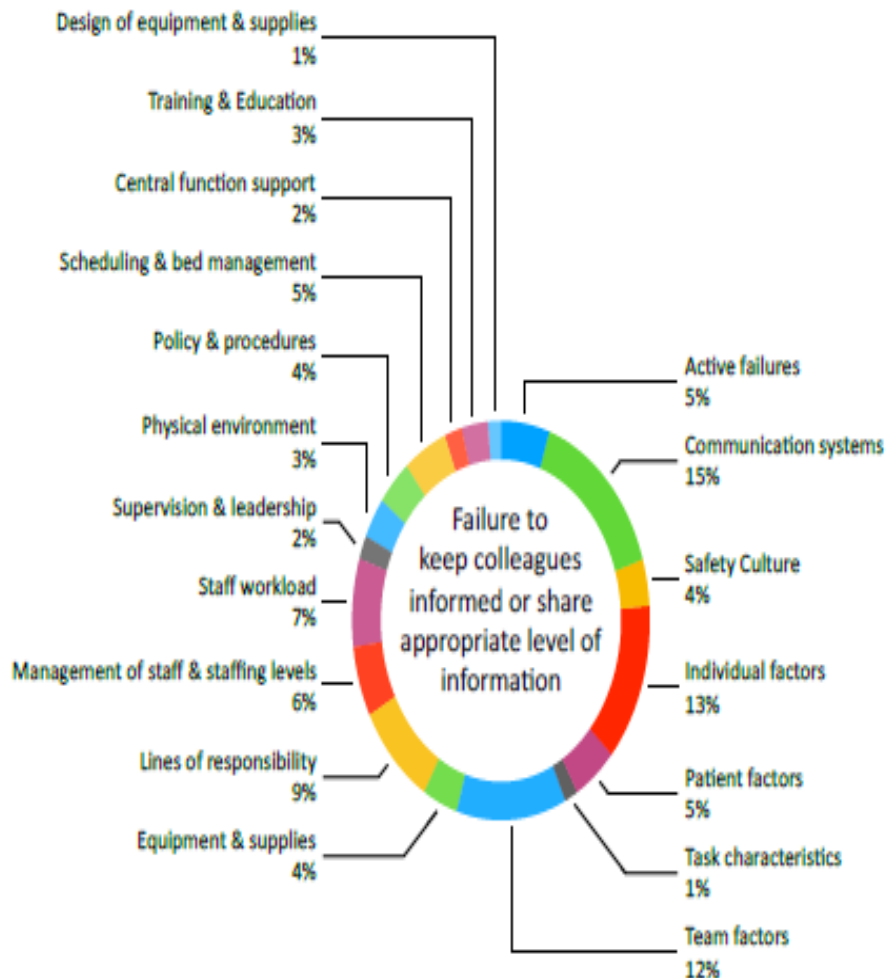 Design of equipment & supplies
1%
Training & Education
3%
Central function support
2%
Scheduling & bed management
5%
Policy & procedures
4%
Physical environment
3%
Supervision & leadership
2%
Staff workload
7%
Management of staff & staffing levels
6%
Lines of responsibility
9%
Equipment & supplies
4%
Failure to
keep colleagues
informed or share
appropriate level of
information
Active failures
5%
Communication systems
15%
Safety Culture
4%
Individual factors
13%
Patient factors
5%
Task characteristics
1%
Team factors
12%